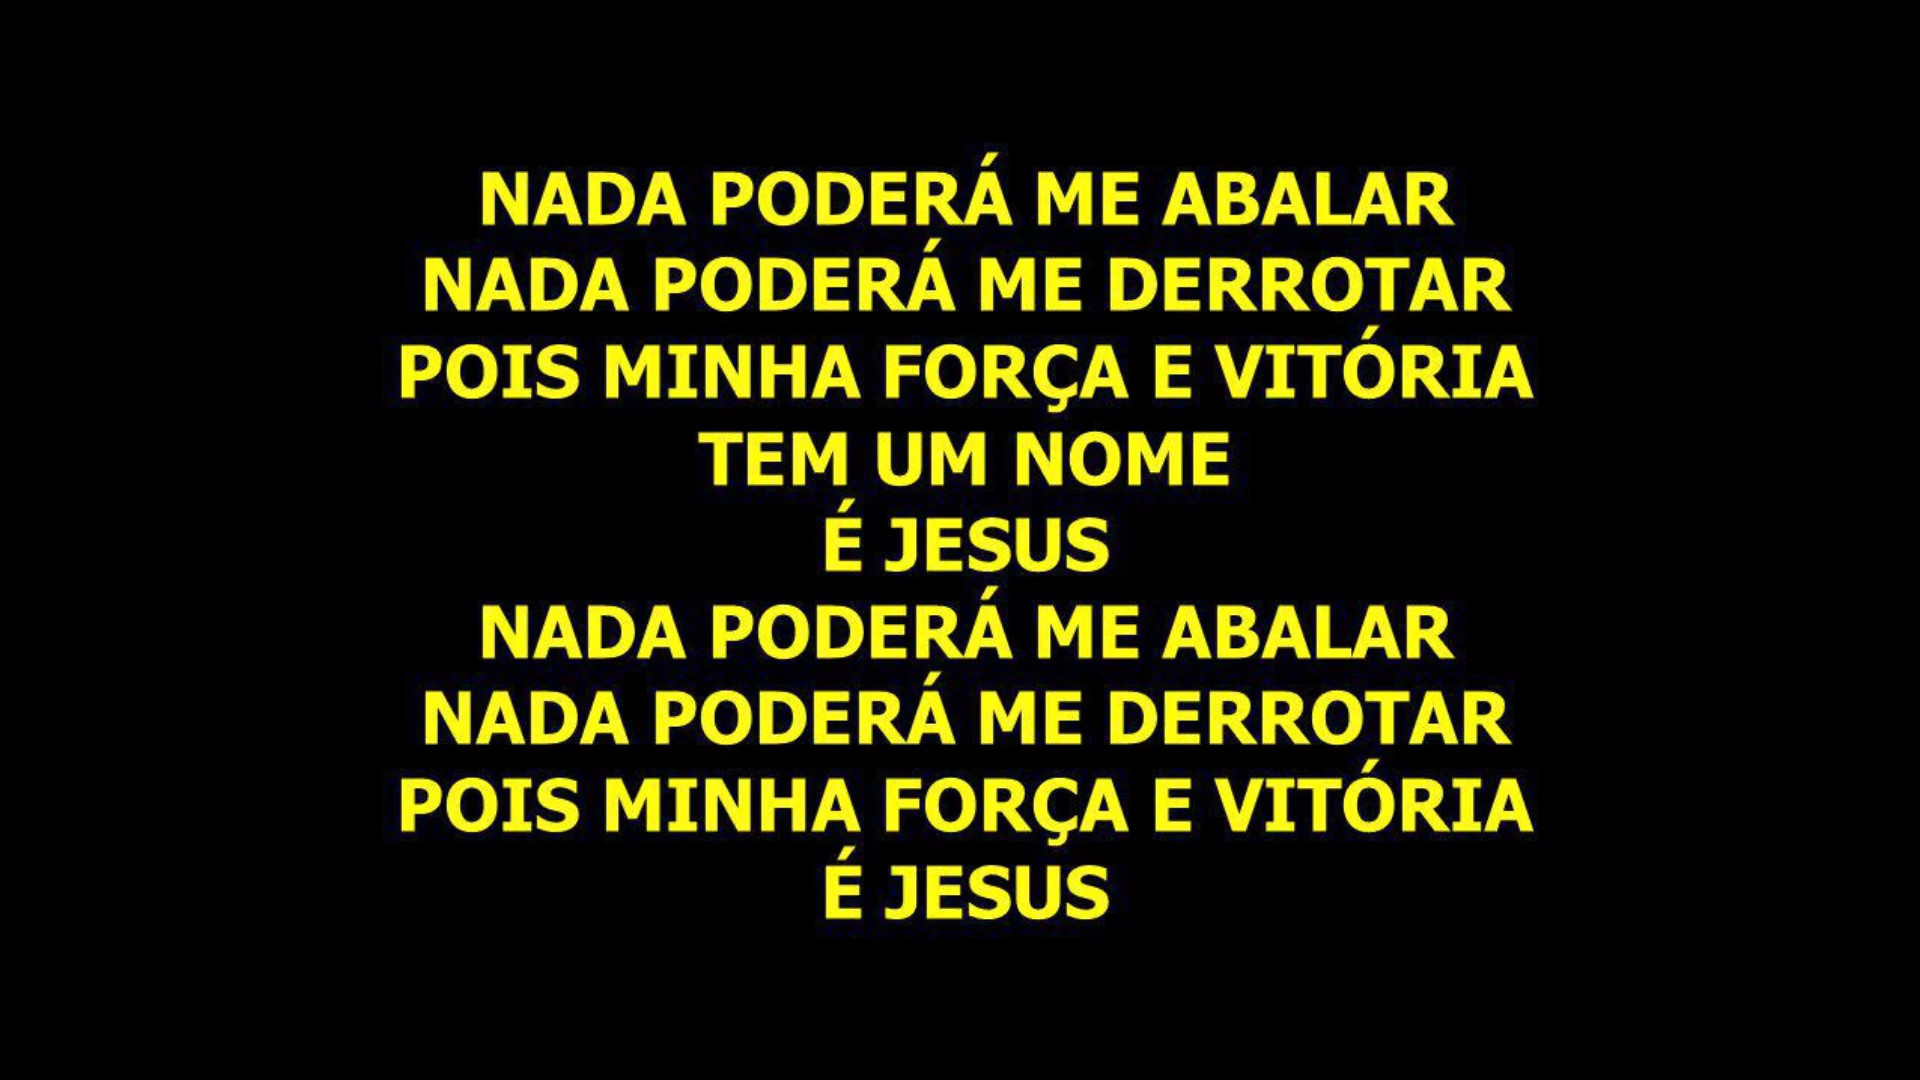 NADA PODERÁ ME ABALAR
NADA PODERÁ ME DERROTAR
POIS MINHA FORÇA E VITÓRIA
TEM UM NOME
É JESUS
NADA PODERÁ ME ABALAR
NADA PODERÁ ME DERROTAR
POIS MINHA FORÇA E VITÓRIA
É JESUS